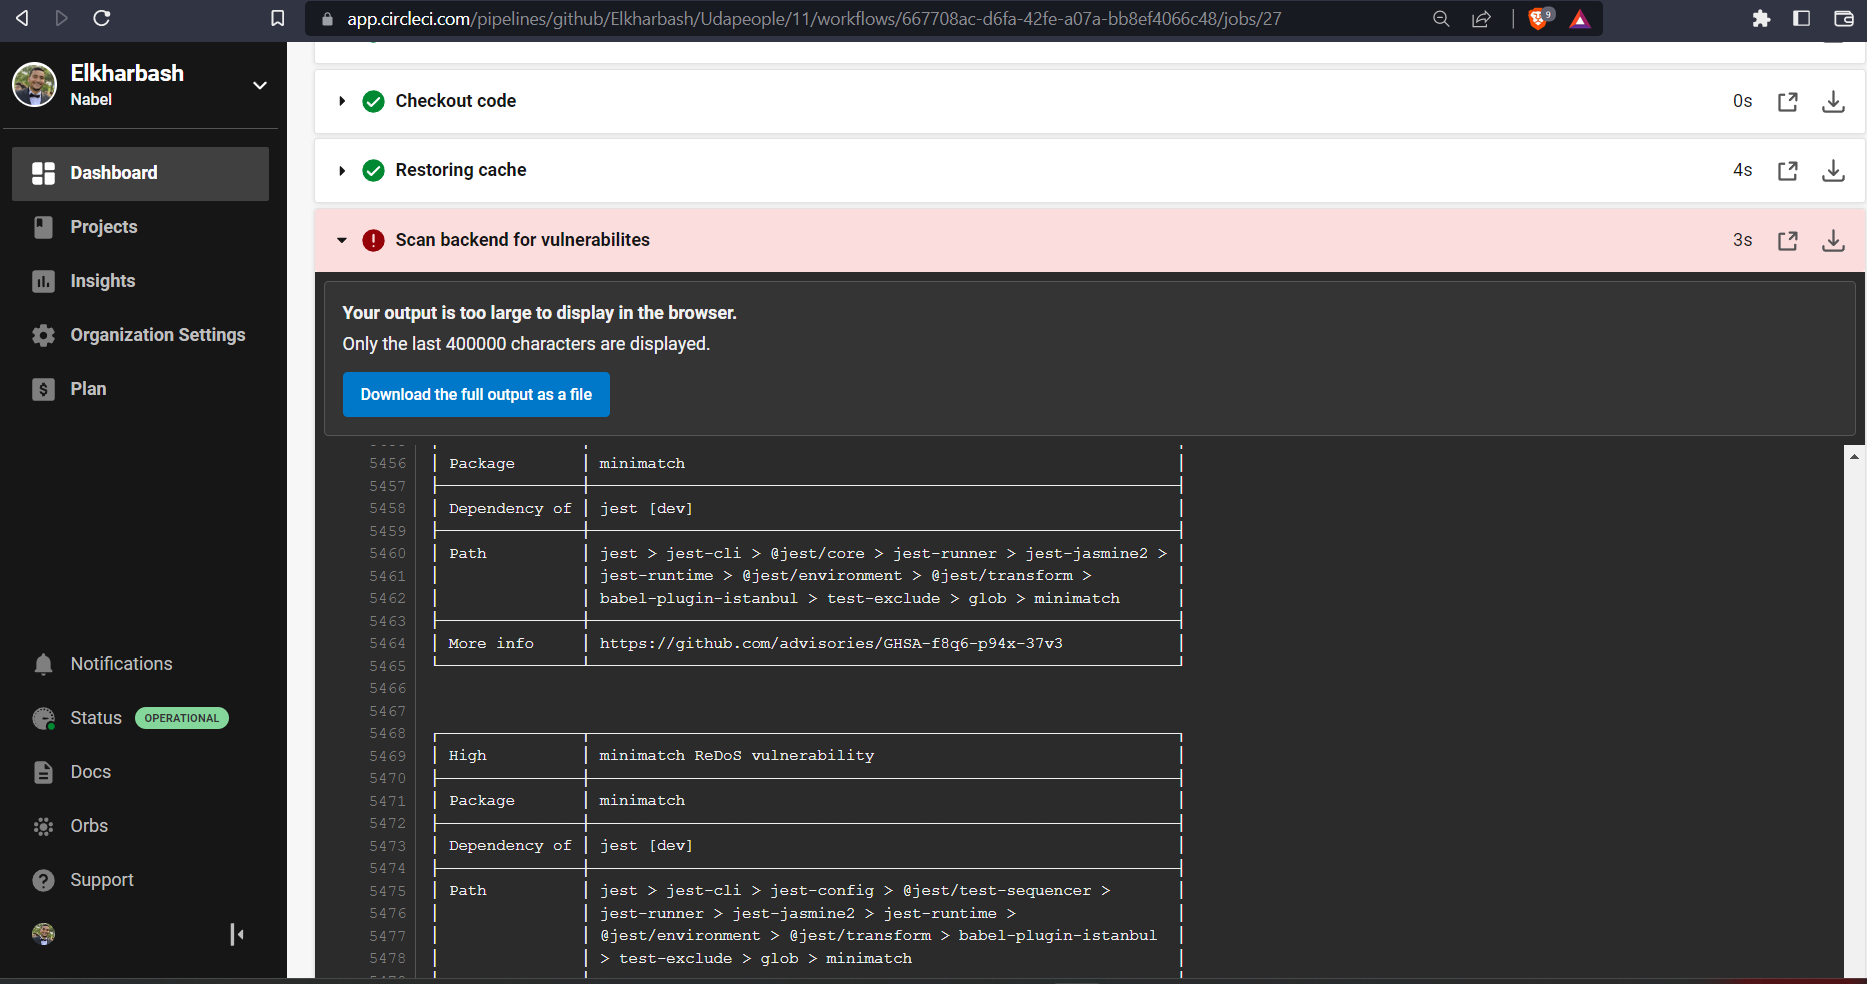 app.circleci.com/pipelines/github/Elkharbash/Udapeople/11/workflows/667708ac-d6fa-42fe-a07a-bb8ef4066c48/jobs/27
9
Elkharbash
Nabel
Dashboard
Projects
Insights
Organization Settings
Plan
Notifications
Status OPERATIONAL
Docs
Orbs
Support
Checkout code 0s
Restoring cache 4s
Scan backend for vulnerabilites 3s
Your output is too large to display in the browser.
Only the last 400000 characters are displayed.
Download the full output as a file
5456 Package minimatch
5457
5458 Dependency of jest [dev]
5459
5460 Path jest > jest-cli > @jest/core > jest-runner > jest-jasmine2 >
5461 jest-runtime > @jest/environment > @jest/transform >
5462 babel-plugin-istanbul > test-exclude > glob > minimatch
5463
5464 More info https://github.com/advisories/GHSA-f8q6-p94x-37v3
5465
5466
5467
5468
5469 High minimatch ReDoS vulnerability
5470
5471 Package minimatch
5472
5473 Dependency of jest [dev]
5474
5475 Path jest > jest-cli > jest-config > @jest/test-sequencer >
5476 jest-runner > jest-jasmine2 > jest-runtime >
5477 @jest/environment > @jest/transform > babel-plugin-istanbul
5478 > test-exclude > glob > minimatch